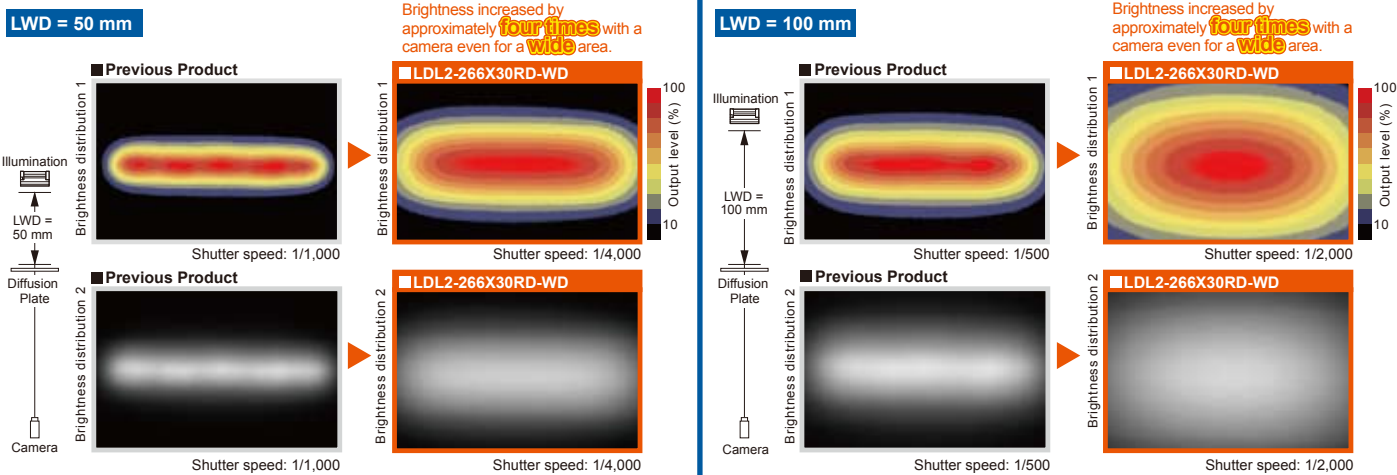 LWD = 50 mm
Brightness increased by
approximately four times with a
camera even for a wide area.
■Previous Product
■LDL2-266X30RD-WD
Illumination
LWD =
50 mm
Diffusion
Plate
Camera
Brightness distribution 1
Shutter speed: 1/1,000
Brightness distribution 1
Shutter speed: 1/4,000
100
Output level (%)
10
■Previous Product
■LDL2-266X30RD-WD
Brightness distribution 2
Shutter speed: 1/1,000
Brightness distribution 2
Shutter speed: 1/4,000
LWD = 100 mm
Brightness increased by
approximately four times with a
camera even for a wide area.
■Previous Product
■LDL2-266X30RD-WD
Illumination
LWD =
100 mm
Diffusion
Plate
Camera
Brightness distribution 1
Shutter speed: 1/500
Brightness distribution 1
Shutter speed: 1/2,000
100
Output level (%)
10
■Previous Product
■LDL2-266X30RD-WD
Brightness distribution 2
Shutter speed: 1/500
Brightness distribution 2
Shutter speed: 1/2,000